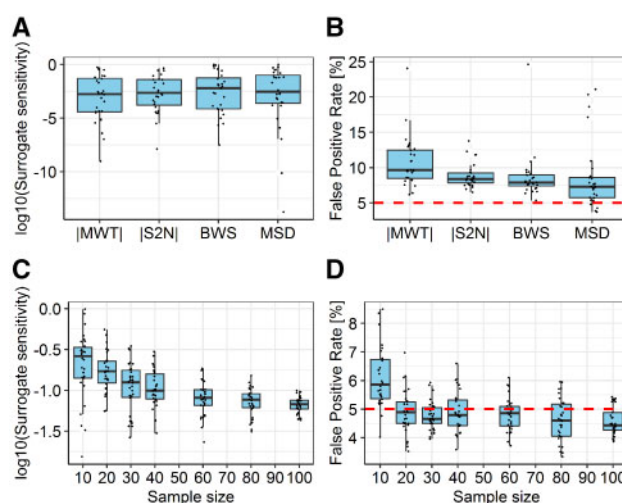 A
B
log10(Surrogate sensitivity)
0
-5
-10
|MWT| |S2N| BWS MSD
False Positive Rate [%]
25
20
15
10
5
|MWT| |S2N| BWS MSD
C
D
log10(Surrogate sensitivity)
0.0
-0.5
-1.0
-1.5
10 20 30 40 50 60 70 80 90 100
Sample size
False Positive Rate [%]
8
7
6
5
4
10 20 30 40 50 60 70 80 90 100
Sample size